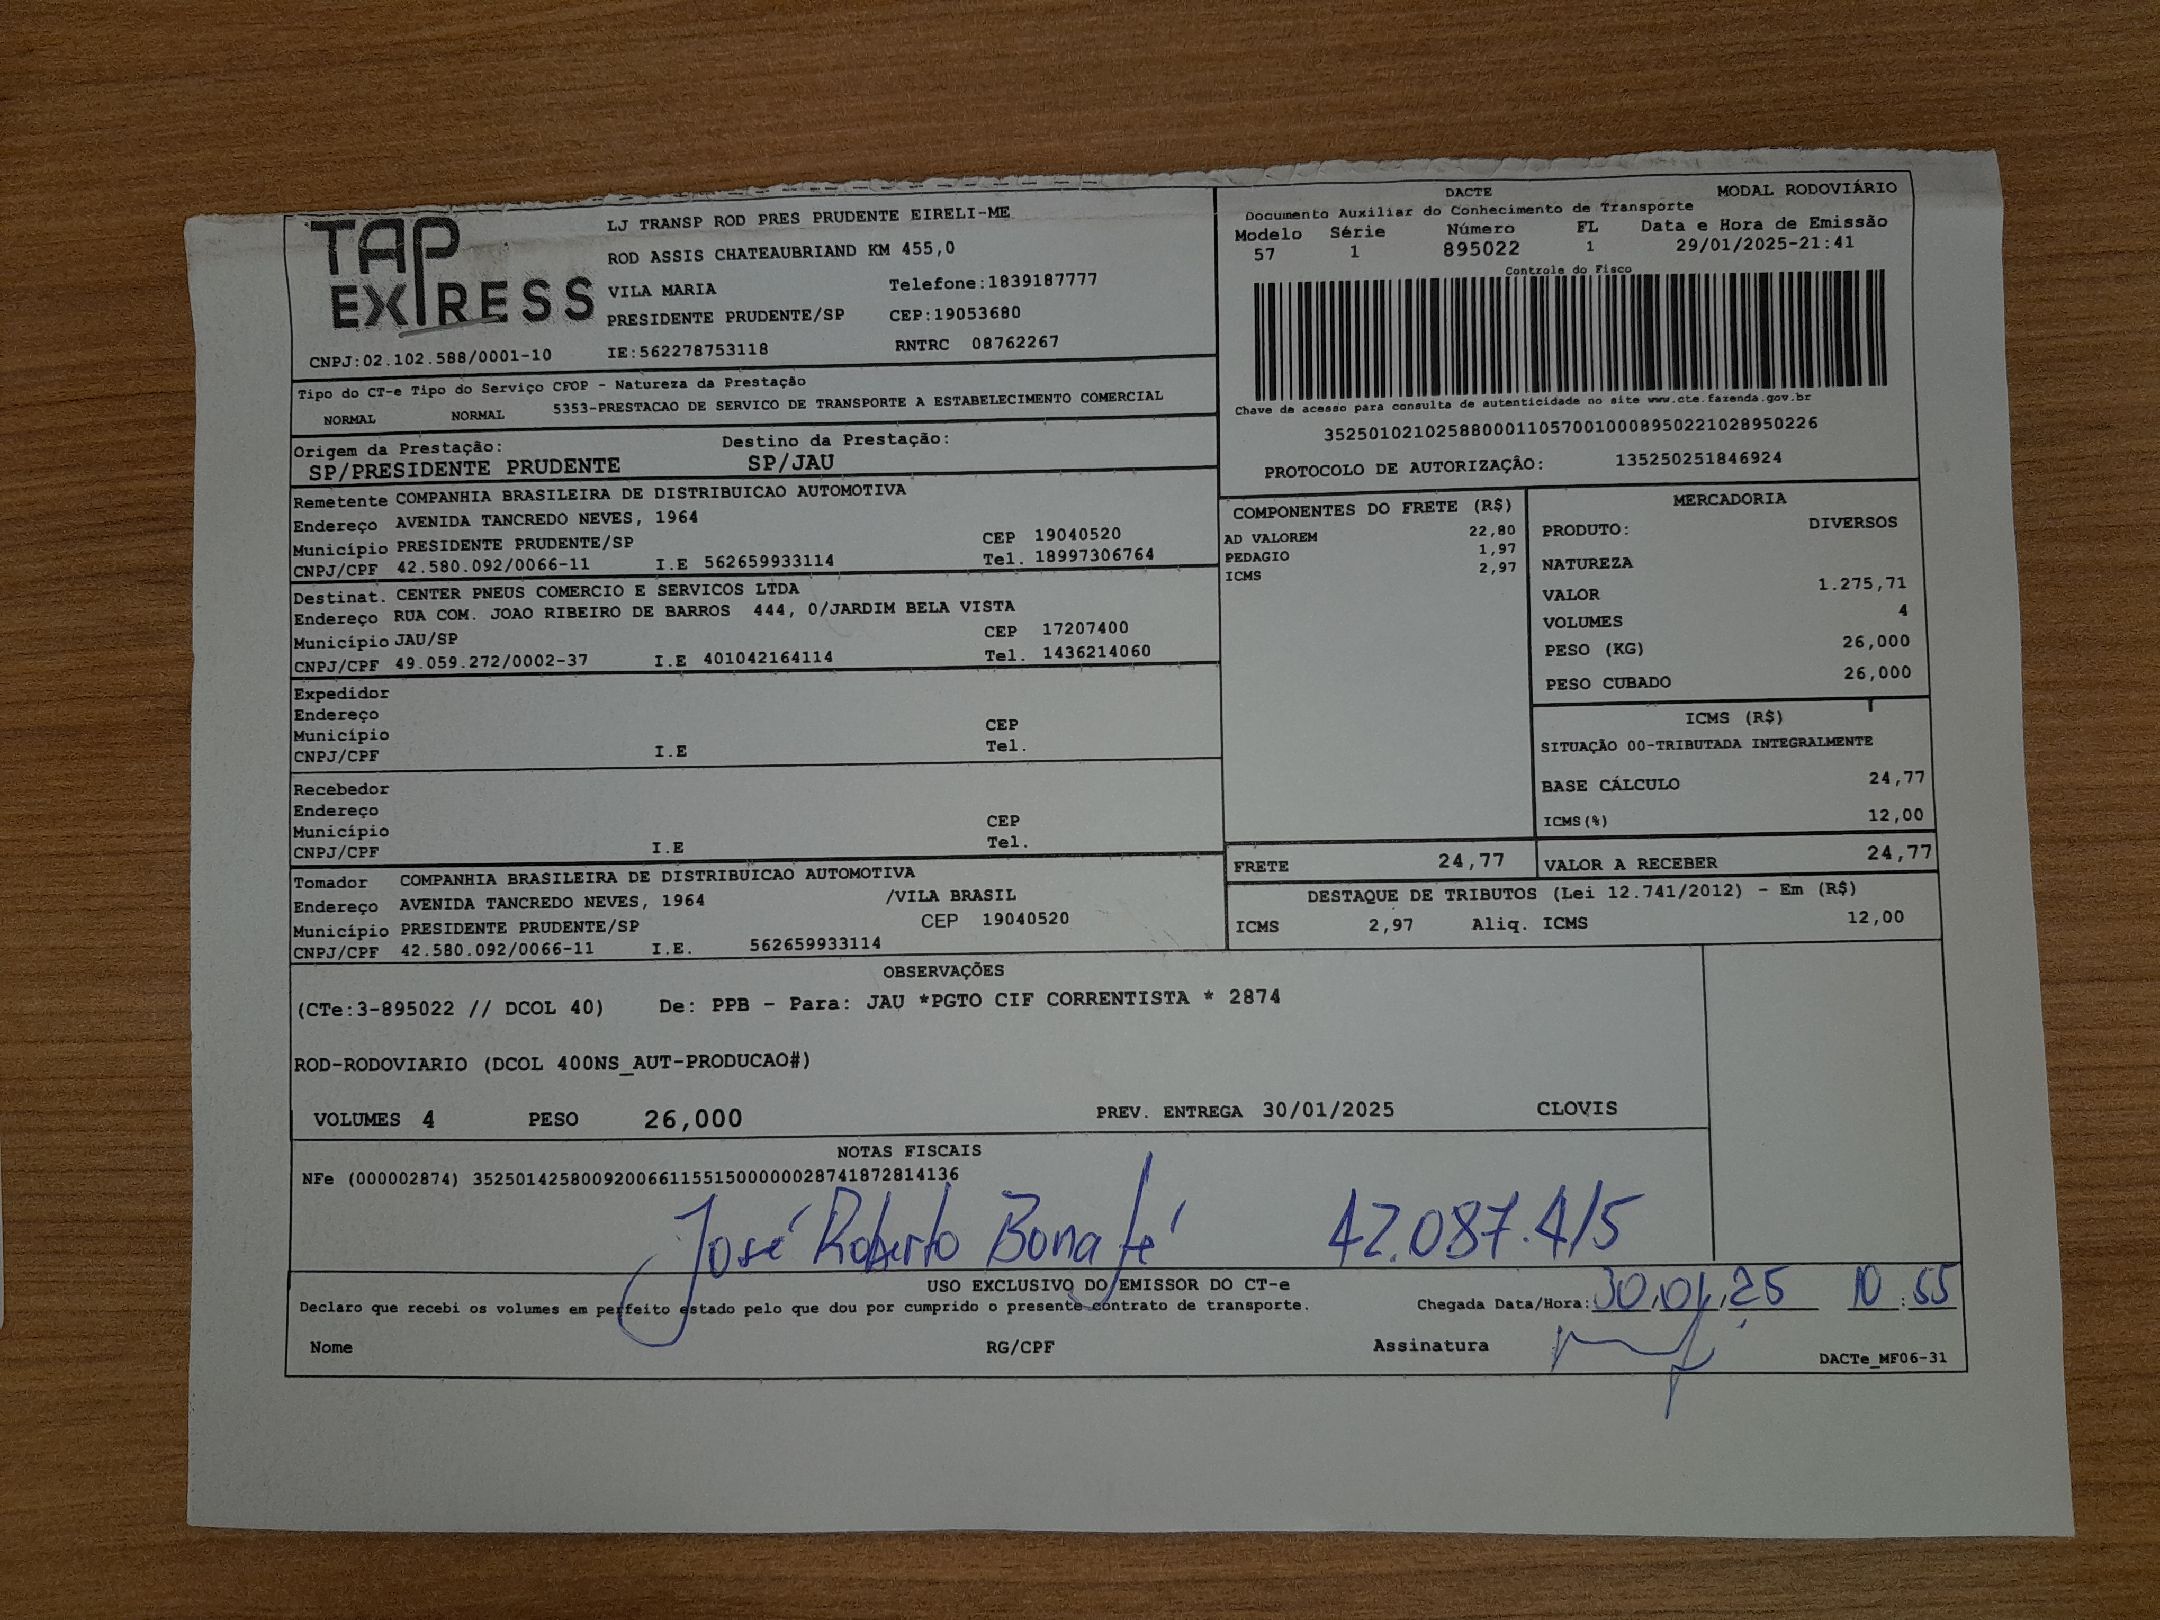 TAP EXPRESS
LJ TRANSP ROD PRES PRUDENTE EIRELI-ME
ROD ASSIS CHATEAUBRIAND KM 455,0
VILA MARIA Telefone:1839187777
PRESIDENTE PRUDENTE/SP CEP:19053680
CNPJ:02.102.588/0001-10 IE:562278753118 RNTRC 08762267
DACTE MODAL RODOVIÁRIO
Documento Auxiliar do Conhecimento de Transporte
Modelo Série Número FL Data e Hora de Emissão
57 1 895022 1 29/01/2025-21:41
Controle do Fisco
Chave de acesso para consulta de autenticidade no site www.cte.fazenda.gov.br
35250102102588000110570010008950221028950226
PROTOCOLO DE AUTORIZAÇÃO: 135250251846924
Tipo do CT-e Tipo do Serviço CFOP - Natureza da Prestação
NORMAL NORMAL 5353-PRESTACAO DE SERVICO DE TRANSPORTE A ESTABELECIMENTO COMERCIAL
Origem da Prestação: Destino da Prestação:
SP/PRESIDENTE PRUDENTE SP/JAU
Remetente COMPANHIA BRASILEIRA DE DISTRIBUICAO AUTOMOTIVA
Endereço AVENIDA TANCREDO NEVES, 1964
Município PRESIDENTE PRUDENTE/SP CEP 19040520
CNPJ/CPF 42.580.092/0066-11 I.E 562659933114 Tel. 18997306764
Destinat. CENTER PNEUS COMERCIO E SERVICOS LTDA
Endereço RUA COM. JOAO RIBEIRO DE BARROS 444, 0/JARDIM BELA VISTA
Município JAU/SP CEP 17207400
CNPJ/CPF 49.059.272/0002-37 I.E 401042164114 Tel. 1436214060
Expedidor
Endereço
Município CEP
CNPJ/CPF I.E Tel.
Recebedor
Endereço
Município CEP
CNPJ/CPF I.E Tel.
Tomador COMPANHIA BRASILEIRA DE DISTRIBUICAO AUTOMOTIVA
Endereço AVENIDA TANCREDO NEVES, 1964 /VILA BRASIL
Município PRESIDENTE PRUDENTE/SP CEP 19040520
CNPJ/CPF 42.580.092/0066-11 I.E. 562659933114
COMPONENTES DO FRETE (R$)
AD VALOREM 22,80
PEDAGIO 1,97
ICMS 2,97
MERCADORIA
PRODUTO: DIVERSOS
NATUREZA
VALOR 1.275,71
VOLUMES 4
PESO (KG) 26,000
PESO CUBADO 26,000
ICMS (R$)
SITUAÇÃO 00-TRIBUTADA INTEGRALMENTE
BASE CÁLCULO 24,77
ICMS(%) 12,00
FRETE 24,77 VALOR A RECEBER 24,77
DESTAQUE DE TRIBUTOS (Lei 12.741/2012) - Em (R$)
ICMS 2,97 Aliq. ICMS 12,00
OBSERVAÇÕES
(CTe:3-895022 // DCOL 40) De: PPB - Para: JAU *PGTO CIF CORRENTISTA * 2874
ROD-RODOVIARIO (DCOL 400NS_AUT-PRODUCAO#)
VOLUMES 4 PESO 26,000 PREV. ENTREGA 30/01/2025 CLOVIS
NOTAS FISCAIS
NFe (000002874) 35250142580092006611551500000028741872814136
José Roberto Bonafé 42.087.415
USO EXCLUSIVO DO EMISSOR DO CT-e
Declaro que recebi os volumes em perfeito estado pelo que dou por cumprido o presente contrato de transporte. Chegada Data/Hora: 30,01,25 10:55
Nome RG/CPF Assinatura
DACTe_MF06-31